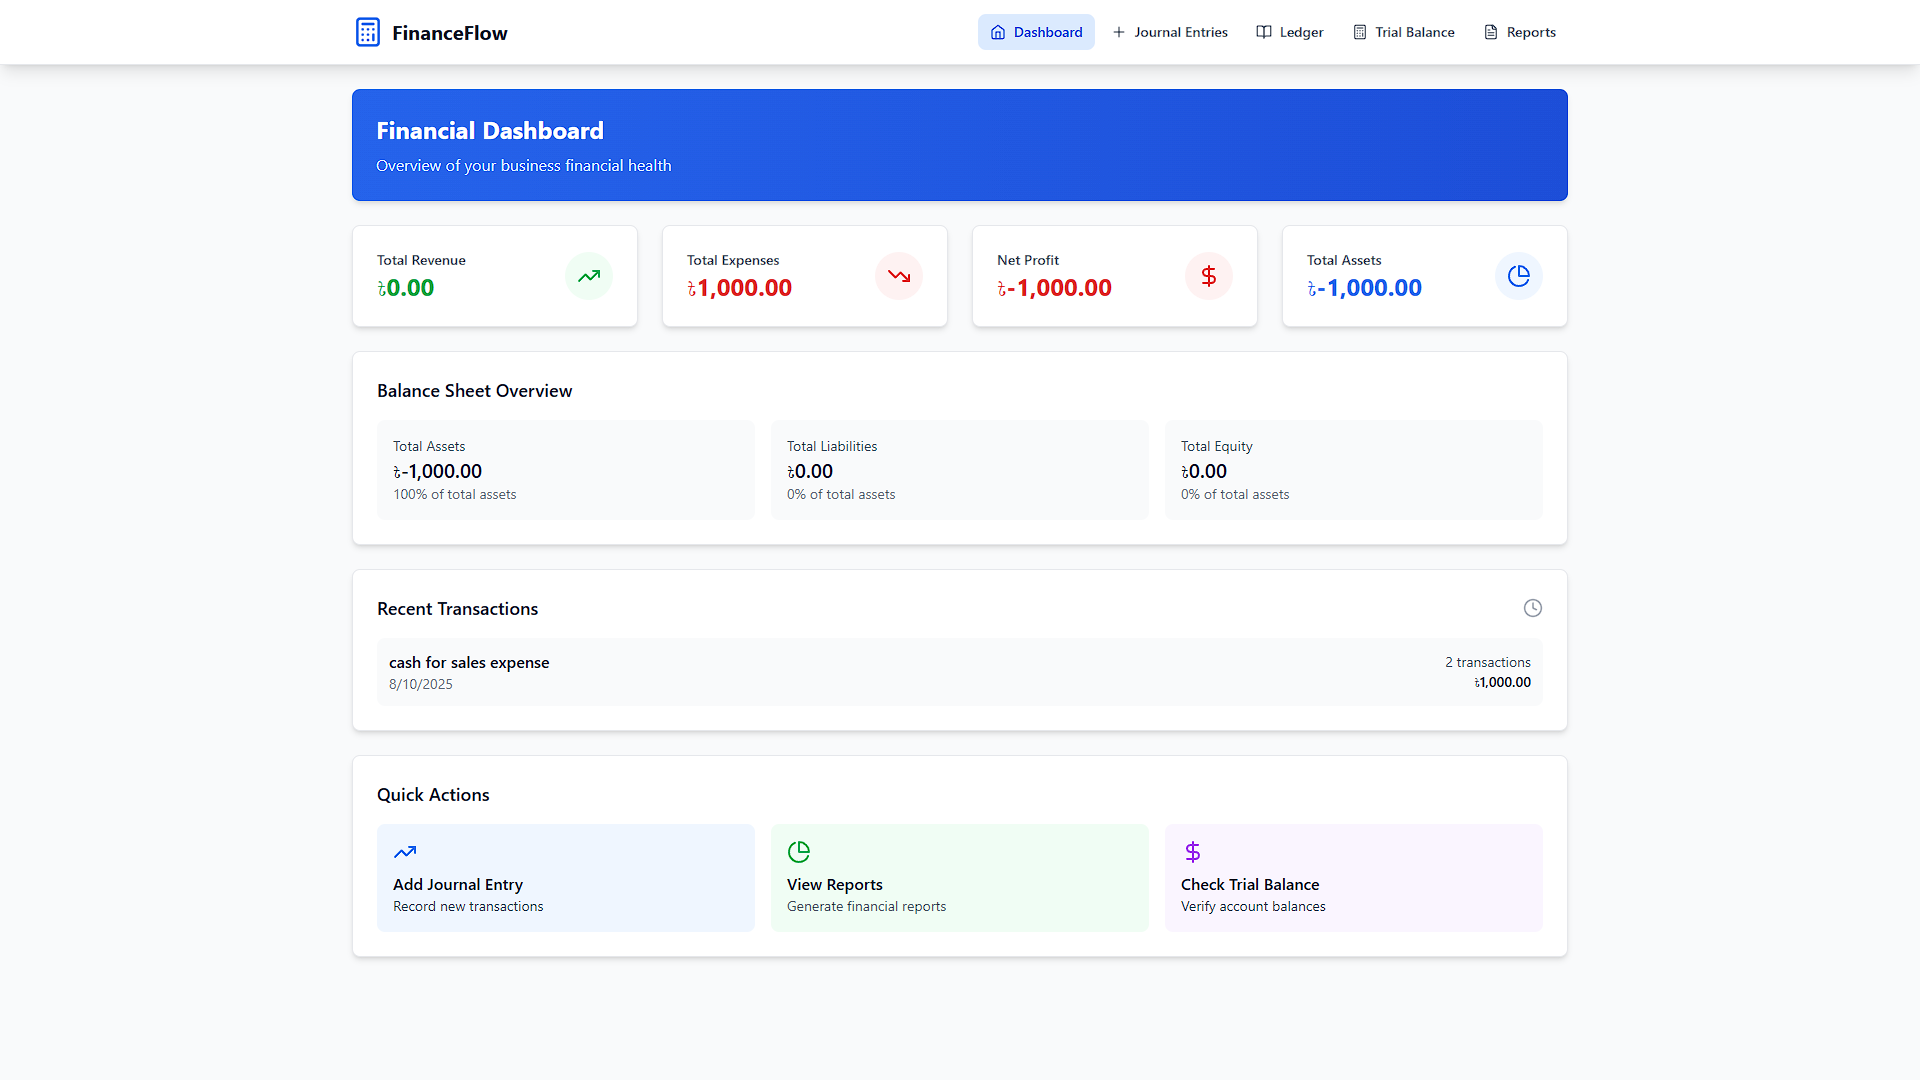 FinanceFlow
Dashboard
Journal Entries
Ledger
Trial Balance
Reports
Financial Dashboard
Overview of your business financial health
Total Revenue
৳0.00
Total Expenses
৳1,000.00
Net Profit
৳-1,000.00
Total Assets
৳-1,000.00
Balance Sheet Overview
Total Assets
৳-1,000.00
100% of total assets
Total Liabilities
৳0.00
0% of total assets
Total Equity
৳0.00
0% of total assets
Recent Transactions
cash for sales expense
8/10/2025
2 transactions
৳1,000.00
Quick Actions
Add Journal Entry
Record new transactions
View Reports
Generate financial reports
Check Trial Balance
Verify account balances